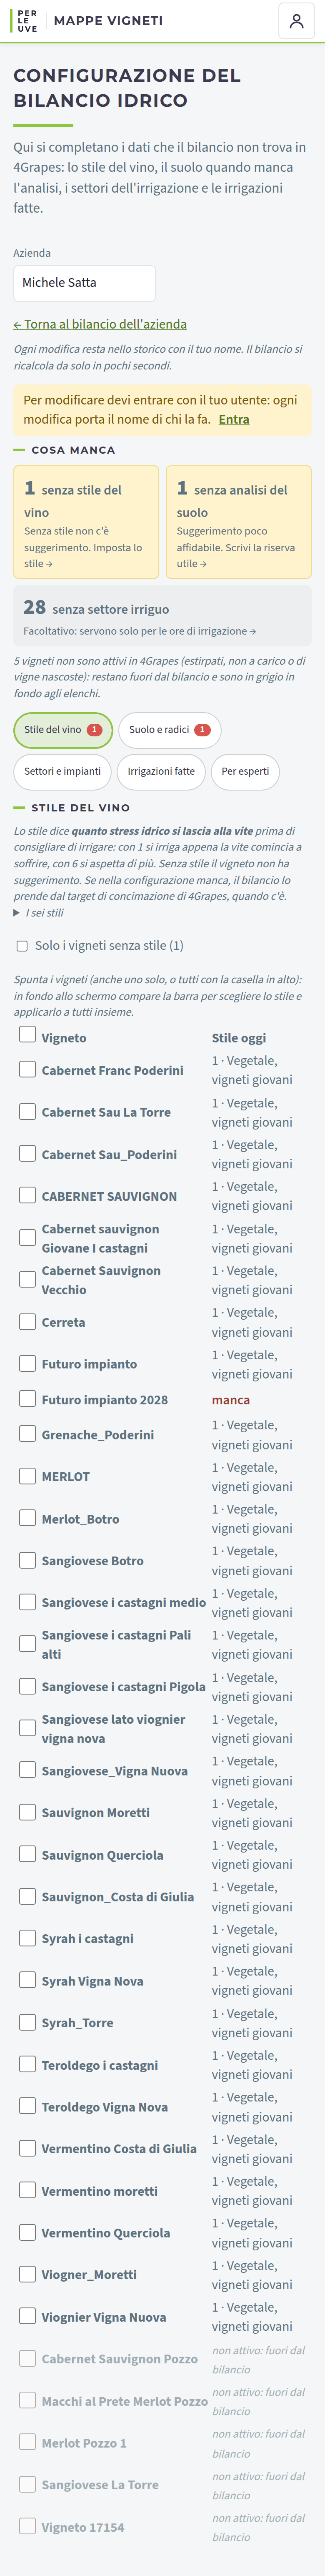 PER
LE
UVE
MAPPE VIGNETI
CONFIGURAZIONE DEL
BILANCIO IDRICO
Qui si completano i dati che il bilancio non trova in
4Grapes: lo stile del vino, il suolo quando manca
l'analisi, i settori dell'irrigazione e le irrigazioni
fatte.
Azienda
Michele Satta
← Torna al bilancio dell'azienda
Ogni modifica resta nello storico con il tuo nome. Il bilancio si
ricalcola da solo in pochi secondi.
Per modificare devi entrare con il tuo utente: ogni
modifica porta il nome di chi la fa. Entra
COSA MANCA
1 senza stile del
vino
Senza stile non c'è
suggerimento. Imposta lo
stile →
1 senza analisi del
suolo
Suggerimento poco
affidabile. Scrivi la riserva
utile →
28 senza settore irriguo
Facoltativo: servono solo per le ore di irrigazione →
5 vigneti non sono attivi in 4Grapes (estirpati, non a carico o di
vigne nascoste): restano fuori dal bilancio e sono in grigio in
fondo agli elenchi.
Stile del vino 1
Suolo e radici 1
Settori e impianti
Irrigazioni fatte
Per esperti
STILE DEL VINO
Lo stile dice quanto stress idrico si lascia alla vite prima di
consigliare di irrigare: con 1 si irriga appena la vite comincia a
soffrire, con 6 si aspetta di più. Senza stile il vigneto non ha
suggerimento. Se nella configurazione manca, il bilancio lo
prende dal target di concimazione di 4Grapes, quando c'è.
▶ I sei stili
Solo i vigneti senza stile (1)
Spunta i vigneti (anche uno solo, o tutti con la casella in alto):
in fondo allo schermo compare la barra per scegliere lo stile e
applicarlo a tutti insieme.
Vigneto Stile oggi
Cabernet Franc Poderini 1 · Vegetale,
vigneti giovani
Cabernet Sau La Torre 1 · Vegetale,
vigneti giovani
Cabernet Sau_Poderini 1 · Vegetale,
vigneti giovani
CABERNET SAUVIGNON 1 · Vegetale,
vigneti giovani
Cabernet sauvignon 1 · Vegetale,
Giovane I castagni vigneti giovani
Cabernet Sauvignon 1 · Vegetale,
Vecchio vigneti giovani
Cerreta 1 · Vegetale,
vigneti giovani
Futuro impianto 1 · Vegetale,
vigneti giovani
Futuro impianto 2028 manca
Grenache_Poderini 1 · Vegetale,
vigneti giovani
MERLOT 1 · Vegetale,
vigneti giovani
Merlot_Botro 1 · Vegetale,
vigneti giovani
Sangiovese Botro 1 · Vegetale,
vigneti giovani
Sangiovese i castagni medio 1 · Vegetale,
vigneti giovani
Sangiovese i castagni Pali 1 · Vegetale,
alti vigneti giovani
Sangiovese i castagni Pigola 1 · Vegetale,
vigneti giovani
Sangiovese lato viognier 1 · Vegetale,
vigna nova vigneti giovani
Sangiovese_Vigna Nuova 1 · Vegetale,
vigneti giovani
Sauvignon Moretti 1 · Vegetale,
vigneti giovani
Sauvignon Querciola 1 · Vegetale,
vigneti giovani
Sauvignon_Costa di Giulia 1 · Vegetale,
vigneti giovani
Syrah i castagni 1 · Vegetale,
vigneti giovani
Syrah Vigna Nova 1 · Vegetale,
vigneti giovani
Syrah_Torre 1 · Vegetale,
vigneti giovani
Teroldego i castagni 1 · Vegetale,
vigneti giovani
Teroldego Vigna Nova 1 · Vegetale,
vigneti giovani
Vermentino Costa di Giulia 1 · Vegetale,
vigneti giovani
Vermentino moretti 1 · Vegetale,
vigneti giovani
Vermentino Querciola 1 · Vegetale,
vigneti giovani
Viogner_Moretti 1 · Vegetale,
vigneti giovani
Viognier Vigna Nuova 1 · Vegetale,
vigneti giovani
Cabernet Sauvignon Pozzo non attivo: fuori dal
bilancio
Macchi al Prete Merlot Pozzo non attivo: fuori dal
bilancio
Merlot Pozzo 1 non attivo: fuori dal
bilancio
Sangiovese La Torre non attivo: fuori dal
bilancio
Vigneto 17154 non attivo: fuori dal
bilancio